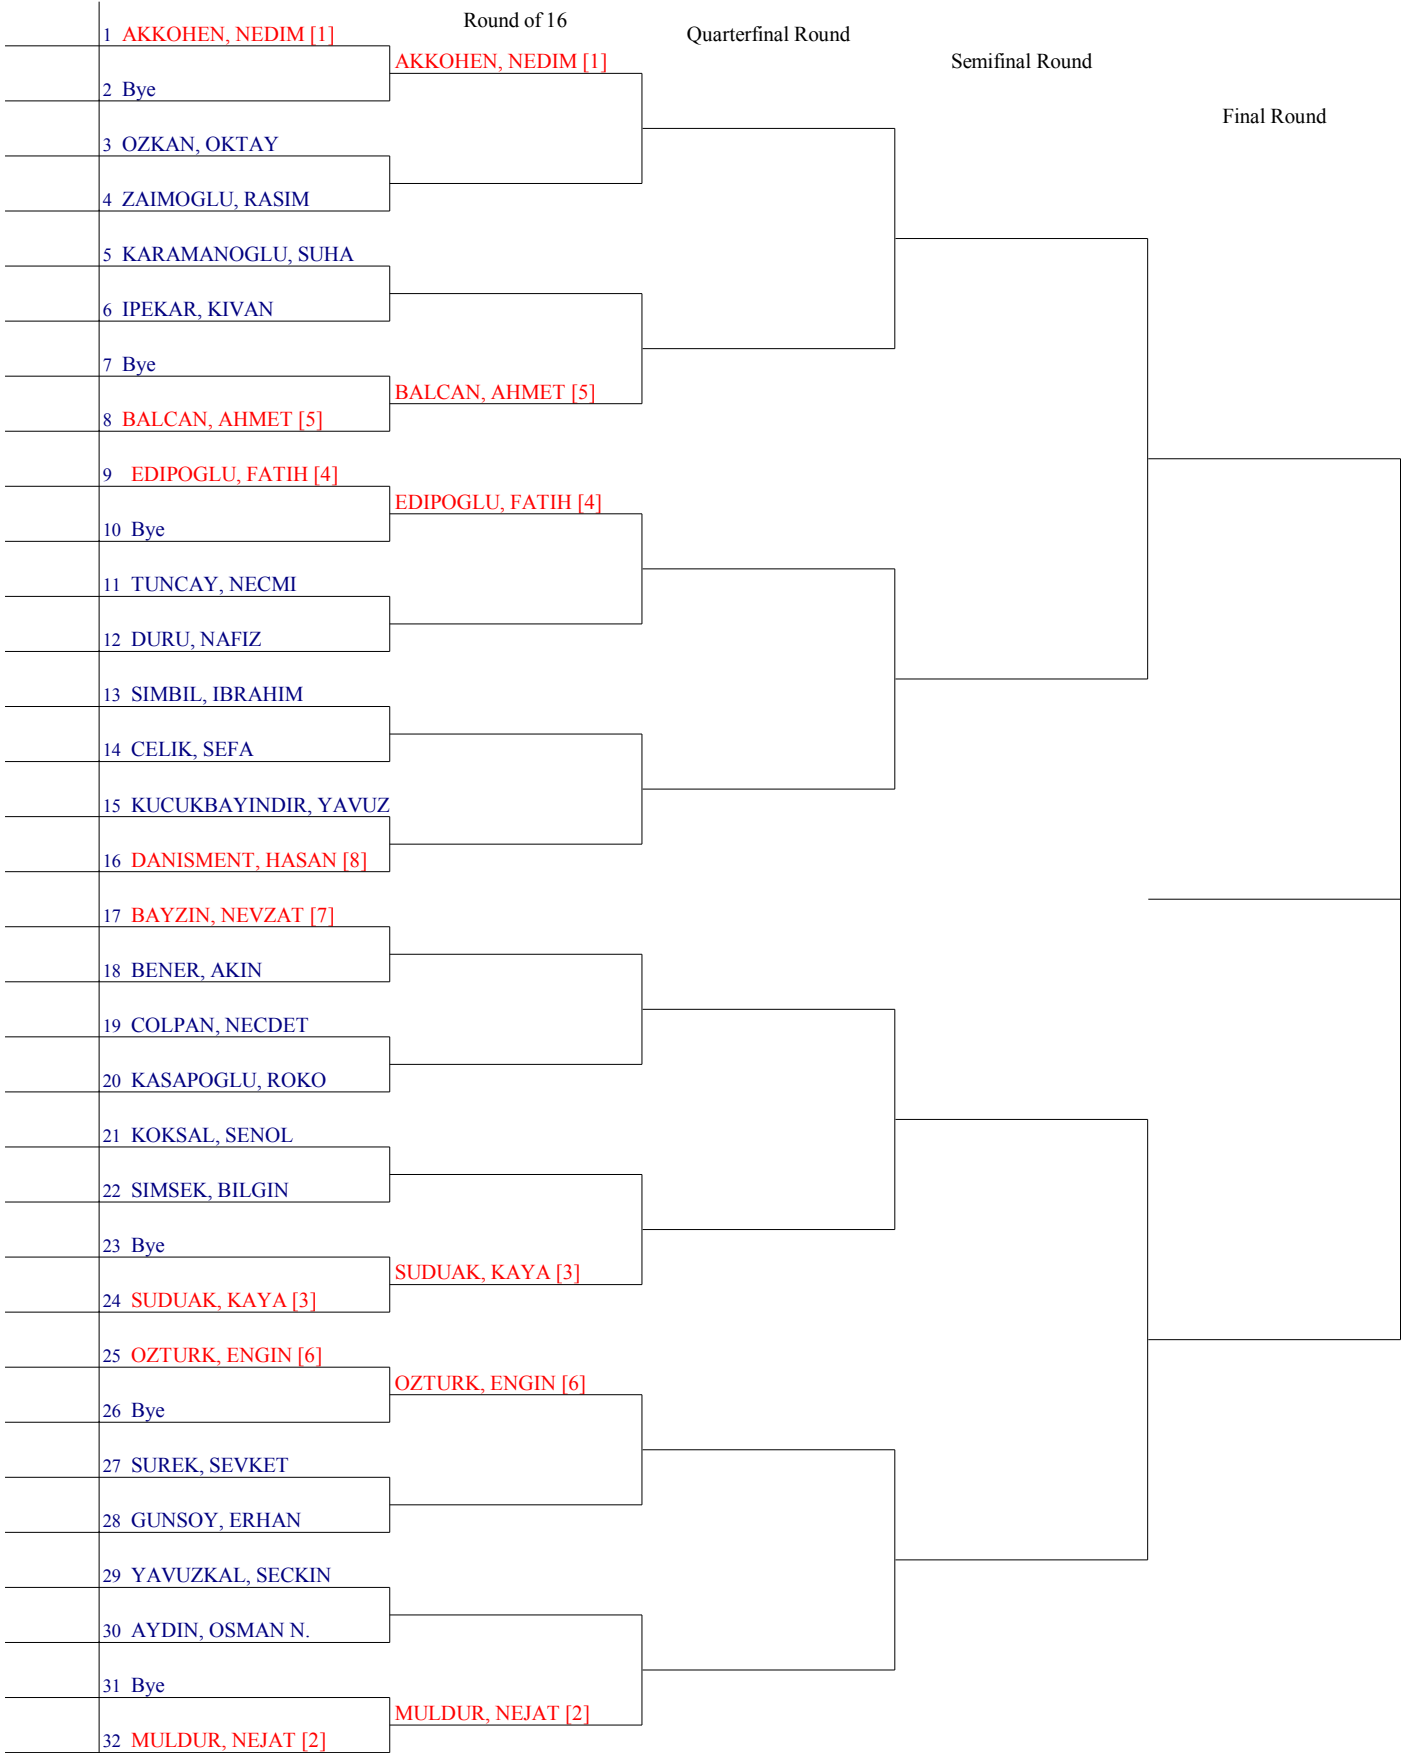 Round of 16
Quarterfinal Round
Semifinal Round
Final Round
1 AKKOHEN, NEDIM [1]
AKKOHEN, NEDIM [1]
2 Bye
3 OZKAN, OKTAY
4 ZAIMOGLU, RASIM
5 KARAMANOGLU, SUHA
6 IPEKAR, KIVAN
7 Bye
BALCAN, AHMET [5]
8 BALCAN, AHMET [5]
9 EDIPOGLU, FATIH [4]
EDIPOGLU, FATIH [4]
10 Bye
11 TUNCAY, NECMI
12 DURU, NAFIZ
13 SIMBIL, IBRAHIM
14 CELIK, SEFA
15 KUCUKBAYINDIR, YAVUZ
16 DANISMENT, HASAN [8]
17 BAYZIN, NEVZAT [7]
18 BENER, AKIN
19 COLPAN, NECDET
20 KASAPOGLU, ROKO
21 KOKSAL, SENOL
22 SIMSEK, BILGIN
23 Bye
SUDUAK, KAYA [3]
24 SUDUAK, KAYA [3]
25 OZTURK, ENGIN [6]
OZTURK, ENGIN [6]
26 Bye
27 SUREK, SEVKET
28 GUNSOY, ERHAN
29 YAVUZKAL, SECKIN
30 AYDIN, OSMAN N.
31 Bye
MULDUR, NEJAT [2]
32 MULDUR, NEJAT [2]